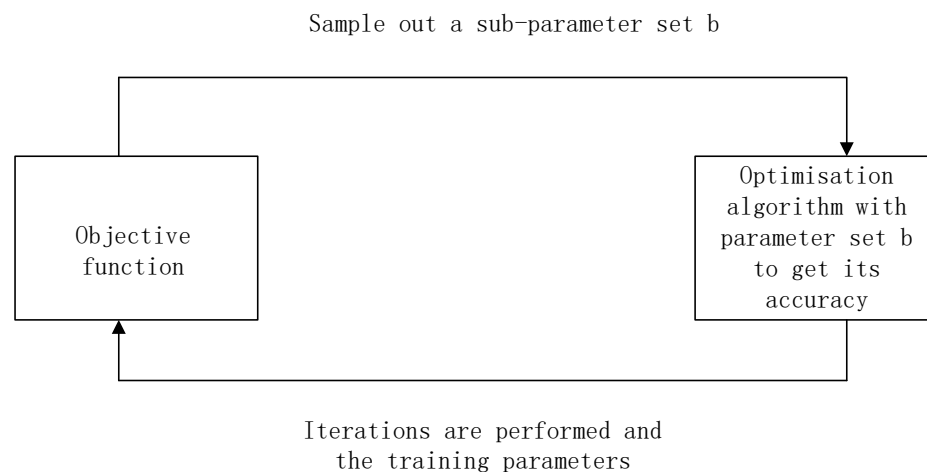 Sample out a sub-parameter set b
Objective
function
Optimisation
algorithm with
parameter set b
to get its
accuracy
Iterations are performed and
the training parameters